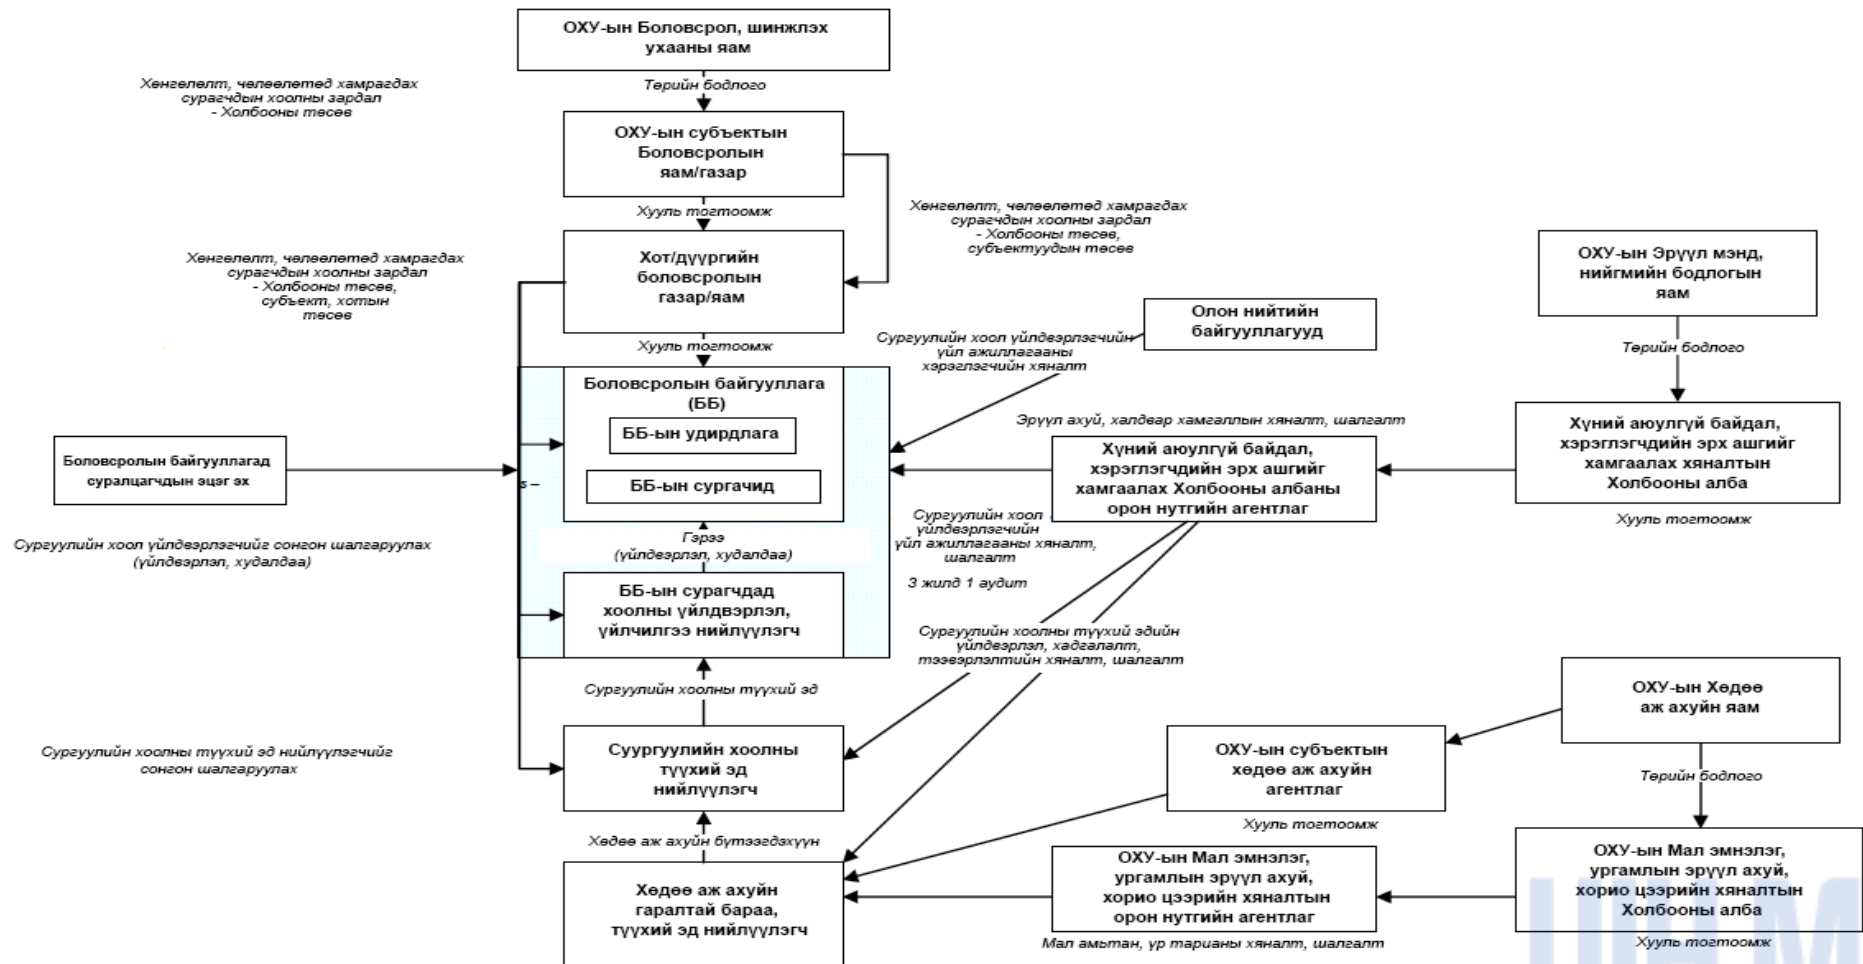 ОХУ-ын Боловсрол, шинжлэх
ухааны яам
Төрийн бодлого
Хөнгөлөлт, чөлөөлөтөд хамрагдах
сурагчдын хоолны зардал
- Холбооны төсөв
ОХУ-ын субъектын
Боловсролын
яам/газар
Хууль тогтоомж
Хөнгөлөлт, чөлөөлөтөд хамрагдах
сурагчдын хоолны зардал
- Холбооны төсөв,
субъектуудын төсөв
Хот/дүүргийн
боловсролын
газар/яам
Хөнгөлөлт, чөлөөлөтөд хамрагдах
сурагчдын хоолны зардал
- Холбооны төсөв,
субъект, хотын
төсөв
Хууль тогтоомж
ОХУ-ын Эрүүл мэнд,
нийгмийн бодлогын
яам
Төрийн бодлого
Олон нийтийн
байгууллагууд
Сургуулийн хоол үйлдвэрлэгчийн
үйл ажиллагааны
хэрэглэгчийн хяналт
Боловсролын байгууллага
(ББ)
ББ-ын удирдлага
ББ-ын сургачид
Эрүүл ахуй, халдвар хамгаллын хяналт, шалгалт
Хүний аюулгүй байдал,
хэрэглэгчдийн эрх ашгийг
хамгаалах Холбооны албаны
орон нутгийн агентлаг
Хүний аюулгүй байдал,
хэрэглэгчдийн эрх ашгийг
хамгаалах хяналтын
Холбооны алба
Хууль тогтоомж
Боловсролын байгууллагад
суралцагчдын эцэг эх
s –
Сургуулийн хоол үйлдвэрлэгчийг сонгон шалгаруулах
(үйлдвэрлэл, худалдаа)
Гэрээ
(үйлдвэрлэл, худалдаа)
Сургуулийн хоол
үйлдвэрлэгчийн
үйл ажиллагааны хяналт,
шалгалт
3 жилд 1 аудит
ББ-ын сурагчдад
хоолны үйлдвэрлэл,
үйлчилгээ нийлүүлэгч
Сургуулийн хоолны түүхий эдийн
үйлдвэрлэл, хадгалалт,
тээвэрлэлтийн хяналт, шалгалт
Сургуулийн хоолны түүхий эд
Сургуулийн хоолны түүхий эд нийлүүлэгчийг
сонгон шалгаруулах
Суургуулийн хоолны
түүхий эд
нийлүүлэгч
ОХУ-ын Хөдөө
аж ахуйн яам
ОХУ-ын субъектын
хөдөө аж ахуйн
агентлаг
Хууль тогтоомж
Төрийн бодлого
Хөдөө аж ахуйн бүтээгдэхүүн
Хөдөө аж ахуйн
гаралтай бараа,
түүхий эд нийлүүлэгч
ОХУ-ын Мал эмнэлэг,
ургамлын эрүүл ахуй,
хорио цээрийн хяналтын
орон нутгийн агентлаг
Мал амьтан, үр тарианы хяналт, шалгалт
ОХУ-ын Мал эмнэлэг,
ургамлын эрүүл ахуй,
хорио цээрийн хяналтын
Холбооны алба
Хууль тогтоомж